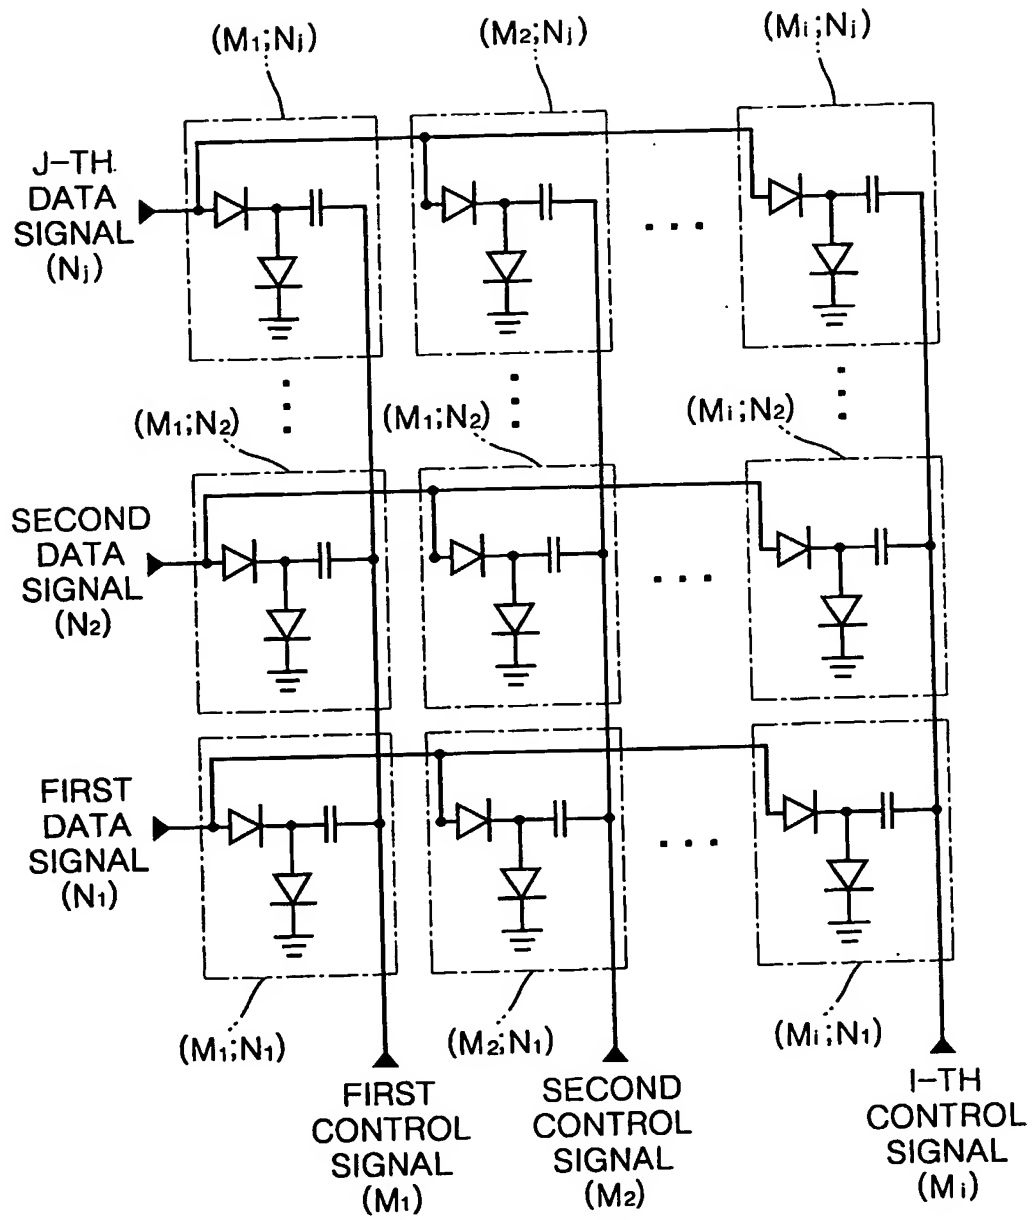 (M1;Nj)
(M2;Nj)
(Mi;Nj)
J-TH
DATA
SIGNAL
(Nj)
(M1;N2)
(M1;N2)
(Mi;N2)
SECOND
DATA
SIGNAL
(N2)
FIRST
DATA
SIGNAL
(N1)
(M1;N1)
(M2;N1)
(Mi;N1)
FIRST
CONTROL
SIGNAL
(M1)
SECOND
CONTROL
SIGNAL
(M2)
I-TH
CONTROL
SIGNAL
(Mi)